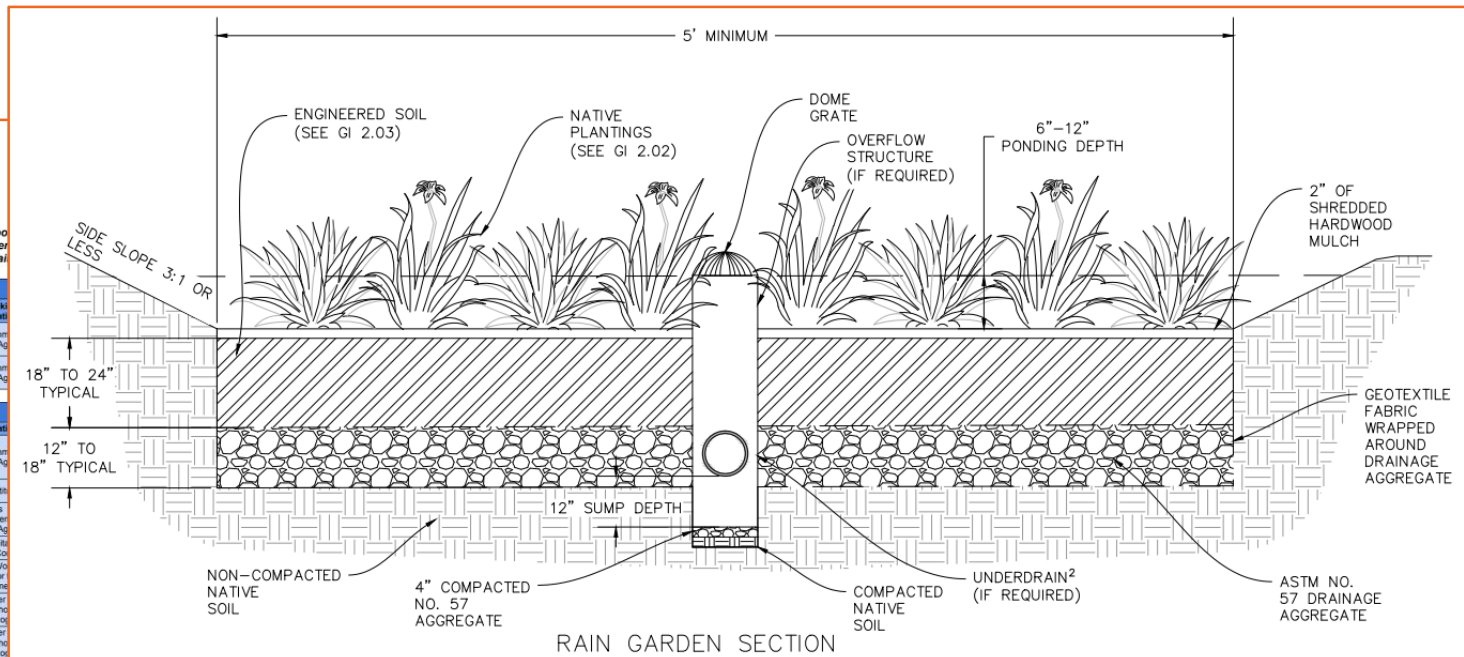 5' MINIMUM
ENGINEERED SOIL
(SEE GI 2.03)
NATIVE
PLANTINGS
(SEE GI 2.02)
DOME
GRATE
OVERFLOW
STRUCTURE
(IF REQUIRED)
6"-12"
PONDING DEPTH
2" OF
SHREDDED
HARDWOOD
MULCH
SIDE SLOPE 3:1 OR
LESS
18" TO 24"
TYPICAL
12" TO
18" TYPICAL
GEOTEXTILE
FABRIC
WRAPPED
AROUND
DRAINAGE
AGGREGATE
12" SUMP DEPTH
NON-COMPACTED
NATIVE
SOIL
4" COMPACTED
NO. 57
AGGREGATE
COMPACTED
NATIVE
SOIL
UNDERDRAIN²
(IF REQUIRED)
ASTM NO.
57 DRAINAGE
AGGREGATE
RAIN GARDEN SECTION